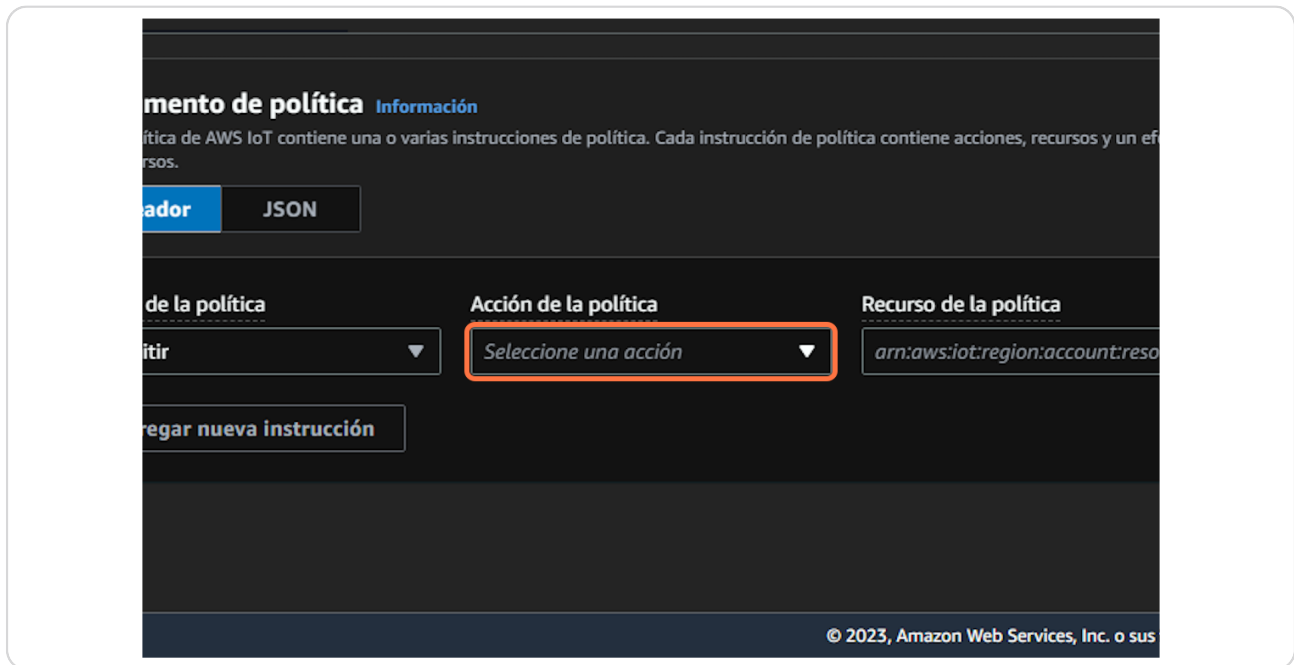 mento de política Información
ítica de AWS IoT contiene una o varias instrucciones de política. Cada instrucción de política contiene acciones, recursos y un efe
rsos.
eador JSON
de la política Acción de la política Recurso de la política
itir Seleccione una acción arn:aws:iot:region:account:reso
regar nueva instrucción
© 2023, Amazon Web Services, Inc. o sus